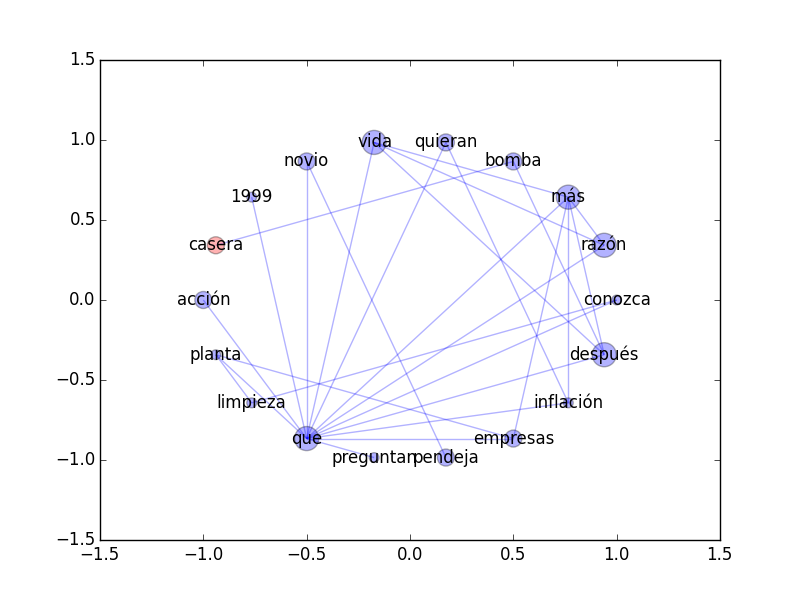 1.5
vida quieran
novio bomba
1.0
1999 más
0.5
casera razón
0.0
acción conozca
planta después
−0.5
limpieza inflación
que empresas
preguntan pendeja
−1.0
−1.5
−1.5 −1.0 −0.5 0.0 0.5 1.0 1.5